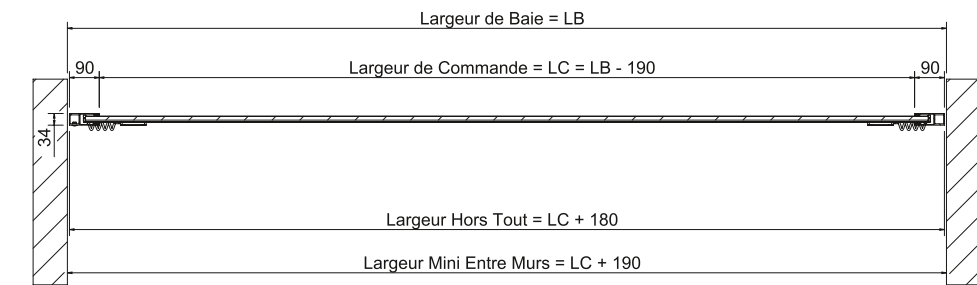 Largeur de Baie = LB
90
Largeur de Commande = LC = LB - 190
90
34
Largeur Hors Tout = LC + 180
Largeur Mini Entre Murs = LC + 190